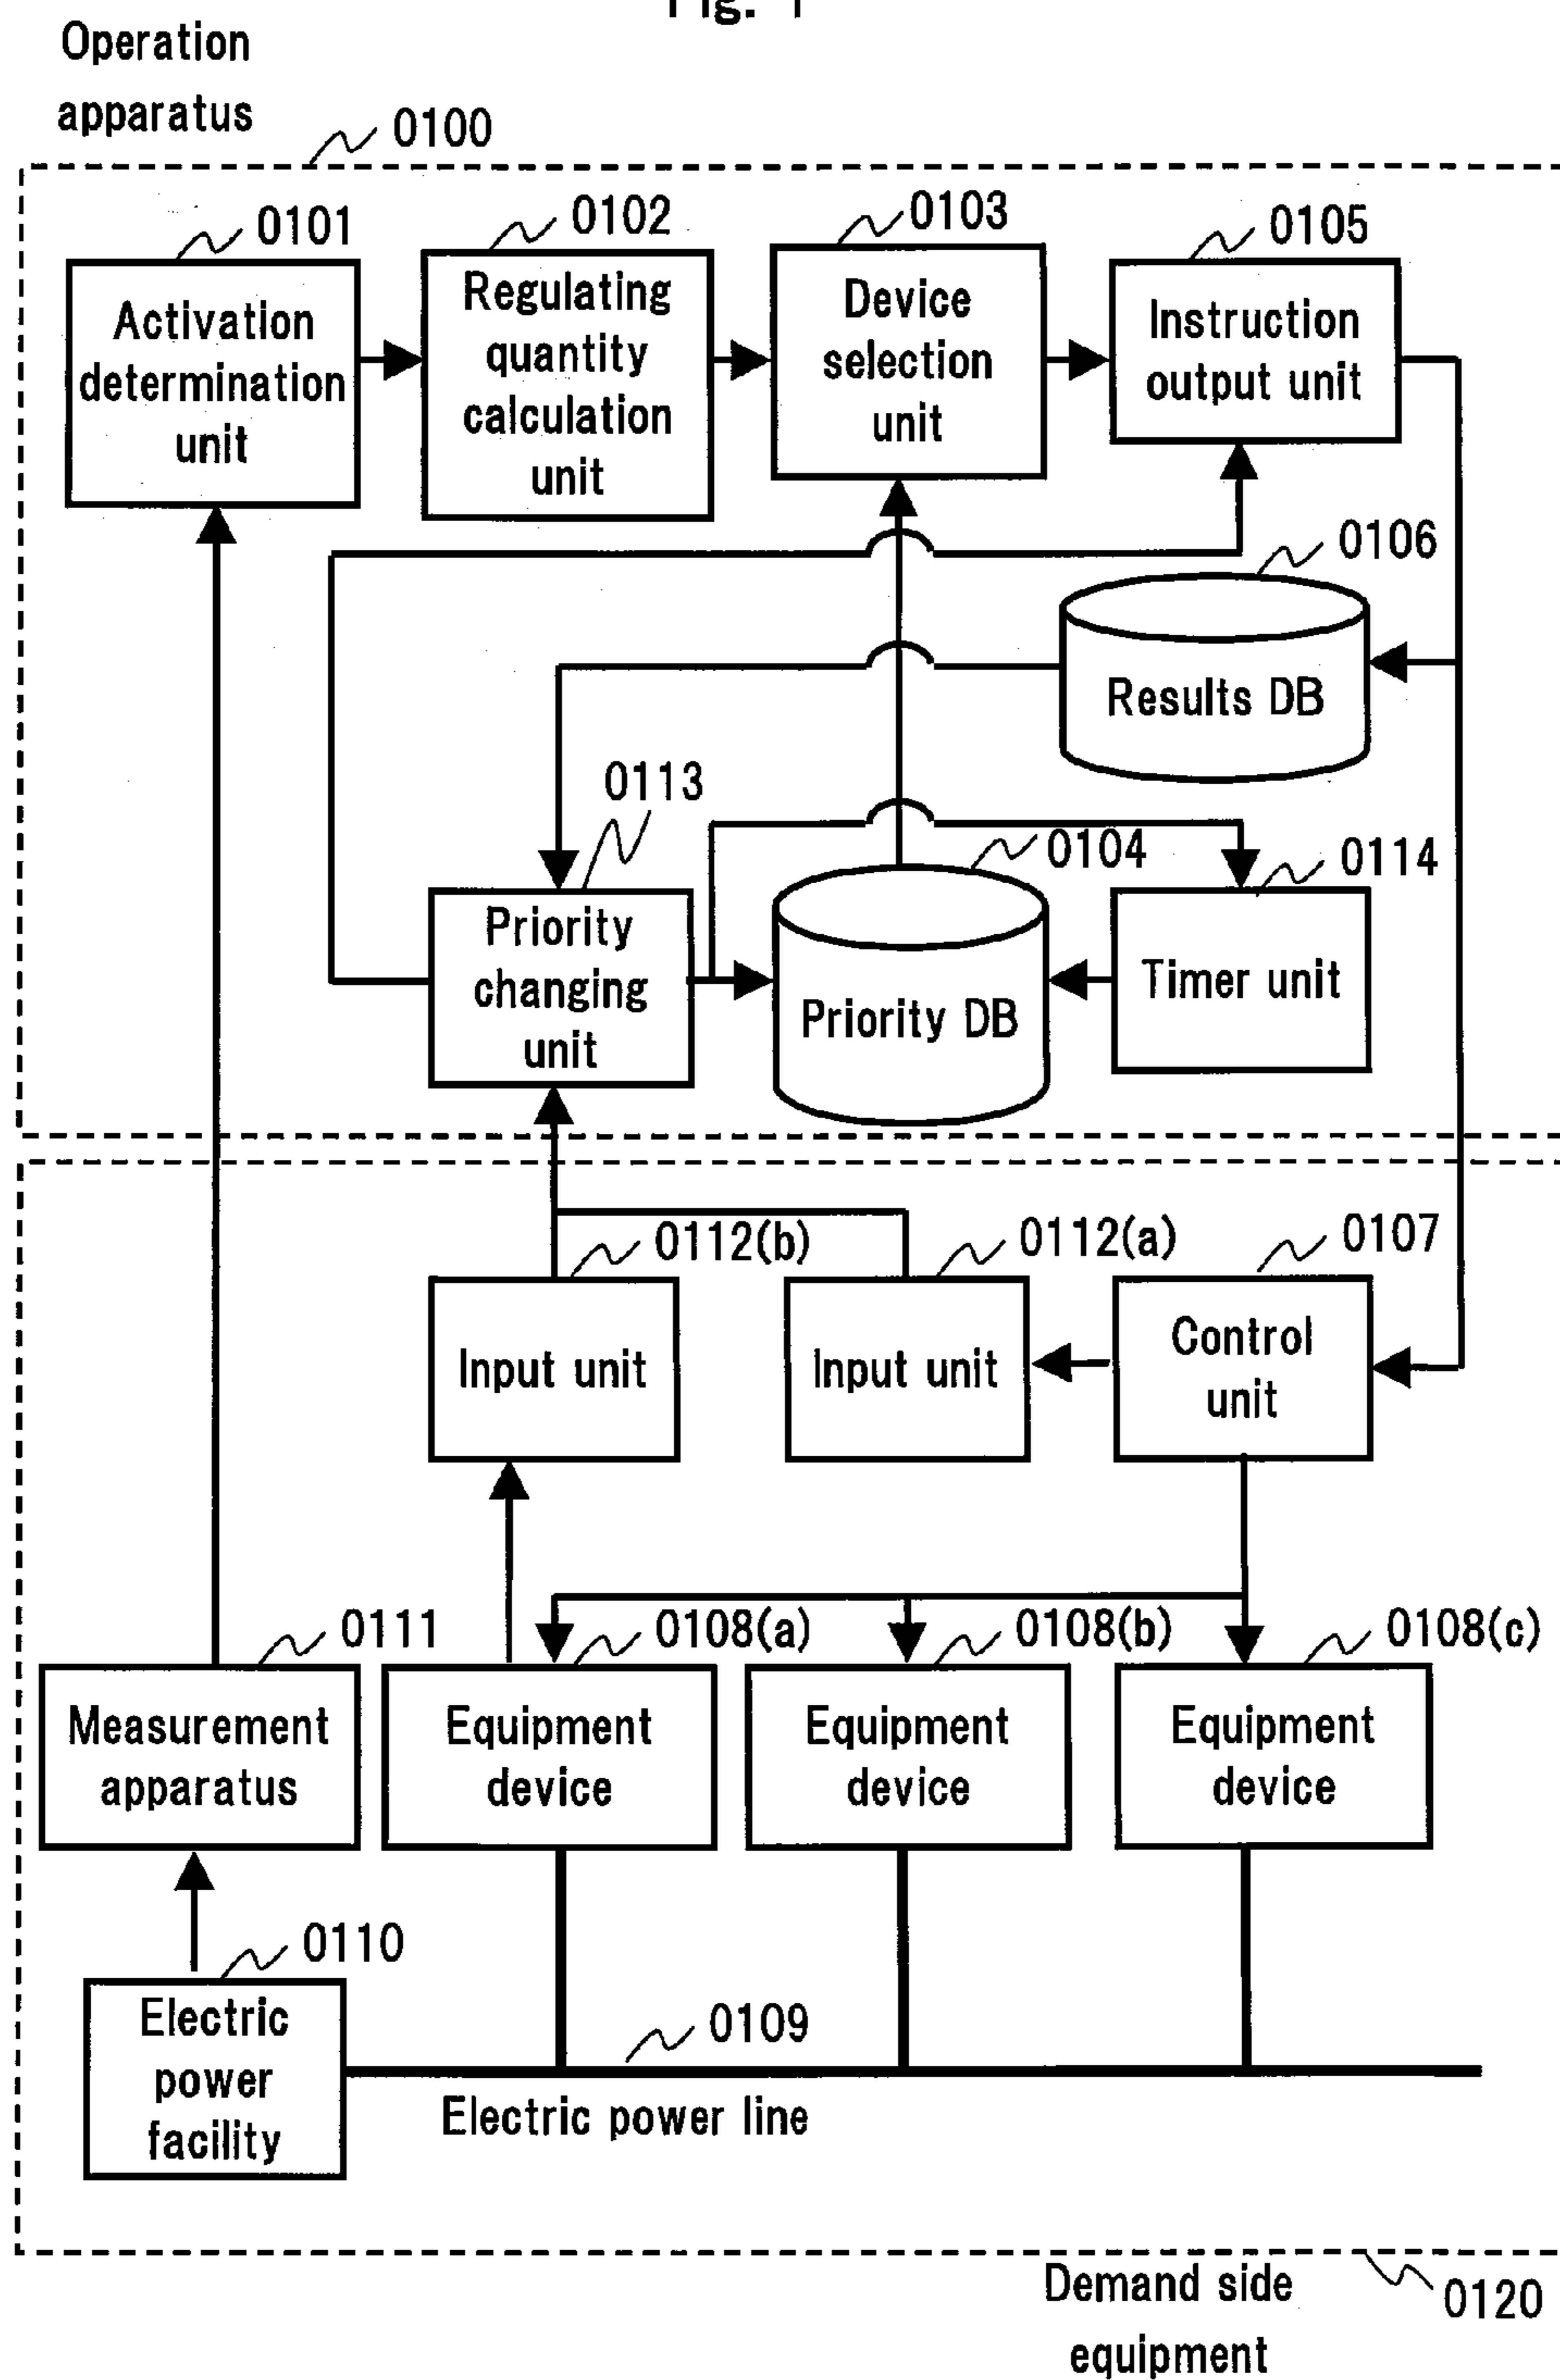 Fig. 1
Operation
apparatus
0100
0101
0102
0103
0105
Activation
determination
unit
Regulating
quantity
calculation
unit
Device
selection
unit
Instruction
output unit
0106
Results DB
0113
0104
0114
Priority
changing
unit
Priority DB
Timer unit
0112(b)
0112(a)
0107
Input unit
Input unit
Control
unit
0111
0108(a)
0108(b)
0108(c)
Measurement
apparatus
Equipment
device
Equipment
device
Equipment
device
0110
Electric
power
facility
0109
Electric power line
Demand side
equipment
0120